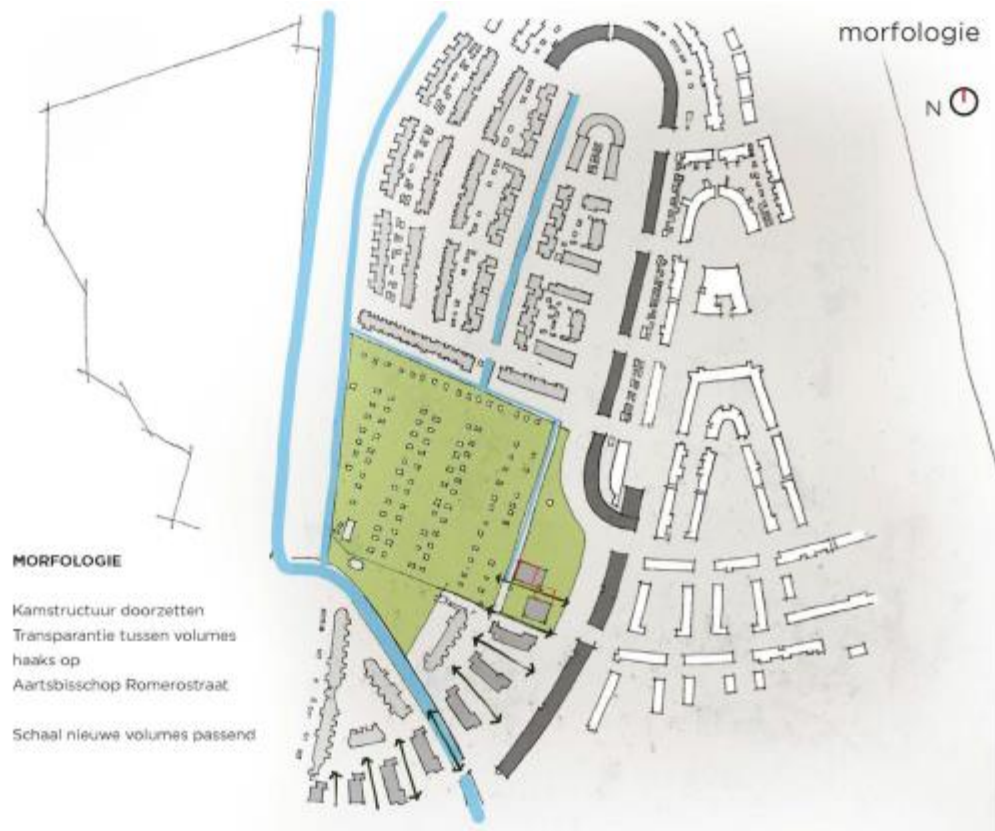 morfologie
N
MORFOLOGIE
Kamstructuur doorzetten
Transparantie tussen volumes
haaks op
Aartsbisschop Romerostraat
Schaal nieuwe volumes passend